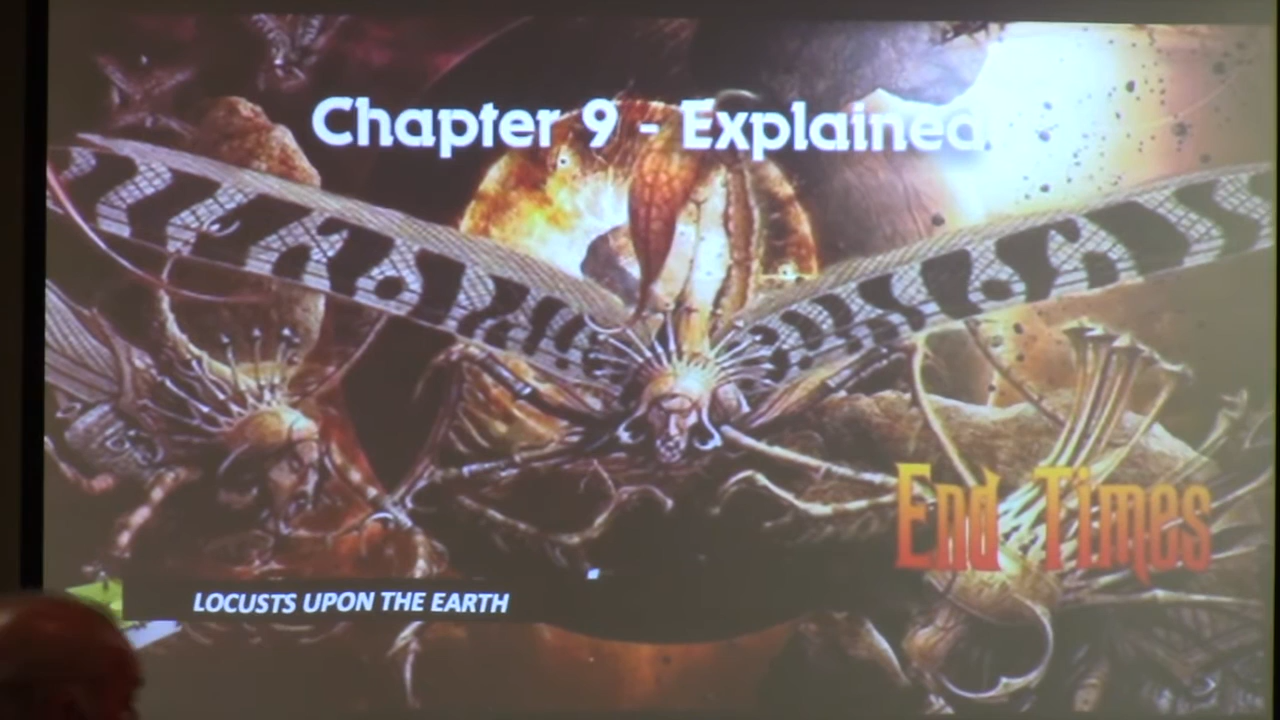 Chapter 9 - Explained
End Times
LOCUSTS UPON THE EARTH